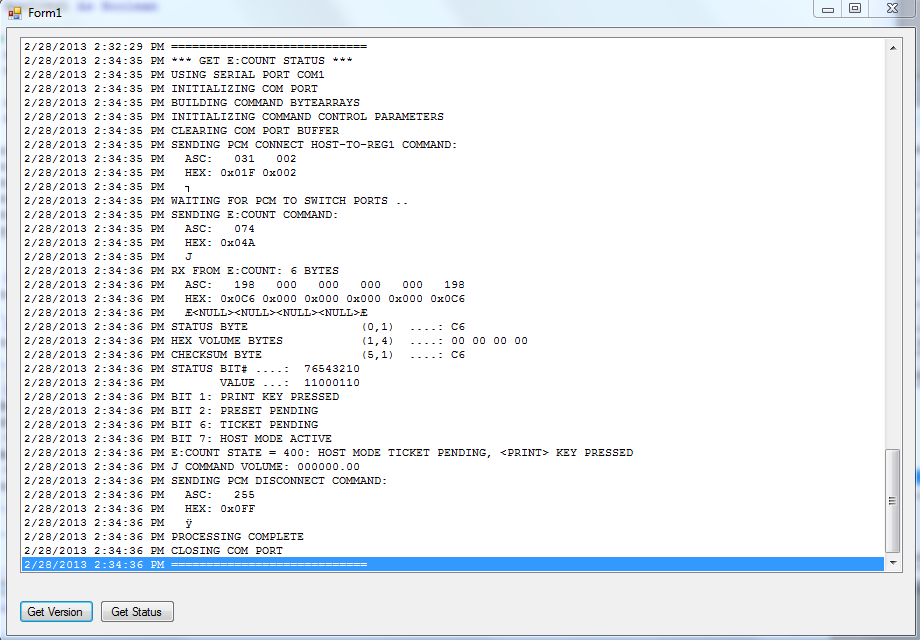 Form1
2/28/2013 2:32:29 PM ============================
2/28/2013 2:34:35 PM *** GET E:COUNT STATUS ***
2/28/2013 2:34:35 PM USING SERIAL PORT COM1
2/28/2013 2:34:35 PM INITIALIZING COM PORT
2/28/2013 2:34:35 PM BUILDING COMMAND BYTEARRAYS
2/28/2013 2:34:35 PM INITIALIZING COMMAND CONTROL PARAMETERS
2/28/2013 2:34:35 PM CLEARING COM PORT BUFFER
2/28/2013 2:34:35 PM SENDING PCM CONNECT HOST-TO-REG1 COMMAND:
2/28/2013 2:34:35 PM   ASC:   031   002
2/28/2013 2:34:35 PM   HEX: 0x01F 0x002
2/28/2013 2:34:35 PM   ┐
2/28/2013 2:34:35 PM WAITING FOR PCM TO SWITCH PORTS ..
2/28/2013 2:34:35 PM SENDING E:COUNT COMMAND:
2/28/2013 2:34:35 PM   ASC:   074
2/28/2013 2:34:35 PM   HEX: 0x04A
2/28/2013 2:34:35 PM   J
2/28/2013 2:34:36 PM RX FROM E:COUNT: 6 BYTES
2/28/2013 2:34:36 PM   ASC:   198   000   000   000   000   198
2/28/2013 2:34:36 PM   HEX: 0x0C6 0x000 0x000 0x000 0x000 0x0C6
2/28/2013 2:34:36 PM   Æ<NULL><NULL><NULL><NULL>Æ
2/28/2013 2:34:36 PM STATUS BYTE                (0,1)  ....: C6
2/28/2013 2:34:36 PM HEX VOLUME BYTES           (1,4)  ....: 00 00 00 00
2/28/2013 2:34:36 PM CHECKSUM BYTE              (5,1)  ....: C6
2/28/2013 2:34:36 PM STATUS BIT# ....:  76543210
2/28/2013 2:34:36 PM        VALUE ...:  11000110
2/28/2013 2:34:36 PM BIT 1: PRINT KEY PRESSED
2/28/2013 2:34:36 PM BIT 2: PRESET PENDING
2/28/2013 2:34:36 PM BIT 6: TICKET PENDING
2/28/2013 2:34:36 PM BIT 7: HOST MODE ACTIVE
2/28/2013 2:34:36 PM E:COUNT STATE = 400: HOST MODE TICKET PENDING, <PRINT> KEY PRESSED
2/28/2013 2:34:36 PM J COMMAND VOLUME: 000000.00
2/28/2013 2:34:36 PM SENDING PCM DISCONNECT COMMAND:
2/28/2013 2:34:36 PM   ASC:   255
2/28/2013 2:34:36 PM   HEX: 0x0FF
2/28/2013 2:34:36 PM   ÿ
2/28/2013 2:34:36 PM PROCESSING COMPLETE
2/28/2013 2:34:36 PM CLOSING COM PORT
2/28/2013 2:34:36 PM ============================
Get Version Get Status